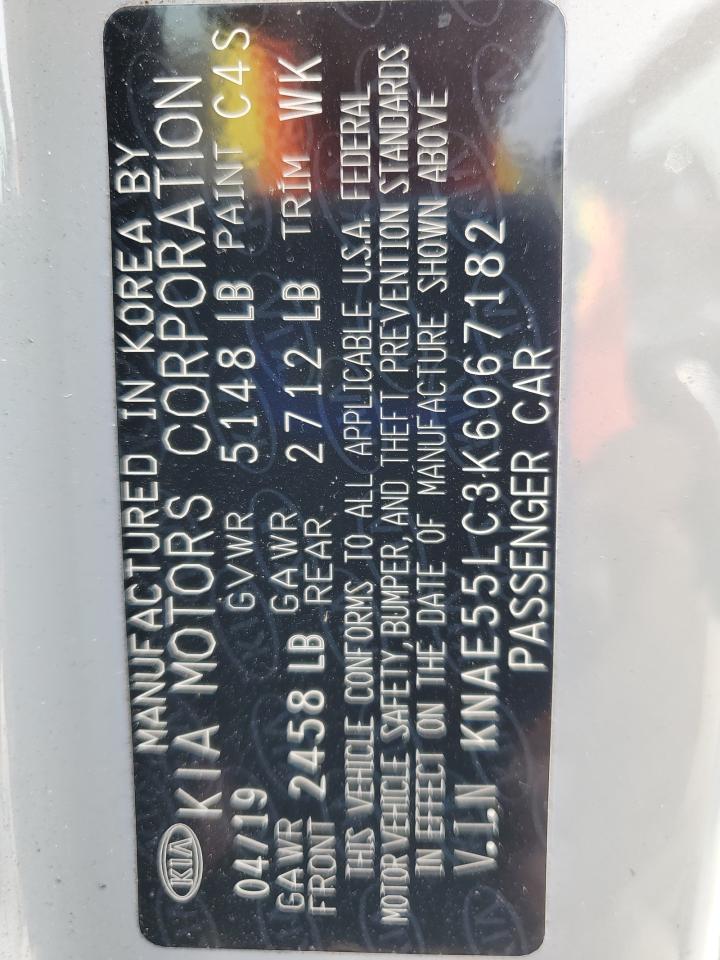 MANUFACTURED IN KOREA BY
KIA KIA MOTORS CORPORATION
04/19 GVWR 5148 LB PAINT C4S
GAWR FRONT 2458 LB GAWR REAR 2712 LB TRIM WK
THIS VEHICLE CONFORMS TO ALL APPLICABLE U.S.A. FEDERAL
MOTOR VEHICLE SAFETY, BUMPER, AND THEFT PREVENTION STANDARDS
IN EFFECT ON THE DATE OF MANUFACTURE SHOWN ABOVE
V.I.N KNAE55LC3K6067182
PASSENGER CAR